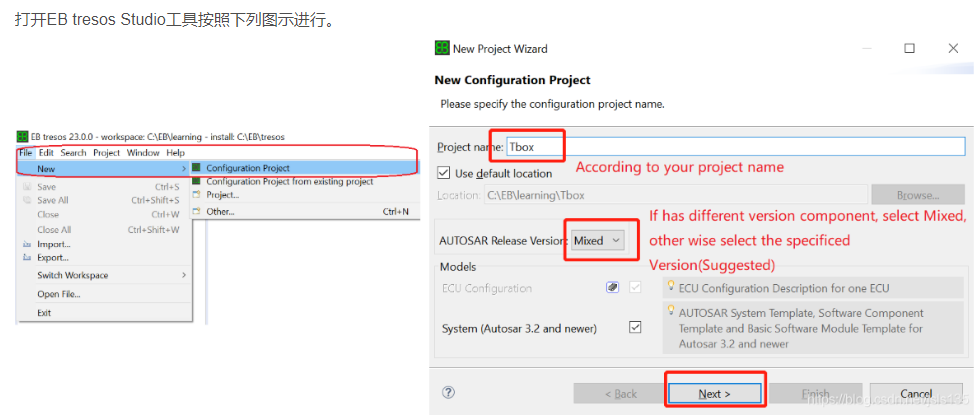 打开EB tresos Studio工具按照下列图示进行。
EB tresos 23.0.0 - workspace: C:\EB\learning - install: C:\EB\tresos
File Edit Search Project Window Help
New
Configuration Project
Configuration Project from existing project
Project...
Other... Ctrl+N
Save Ctrl+S
Save All Ctrl+Shift+S
Close Ctrl+W
Close All Ctrl+Shift+W
Import...
Export...
Switch Workspace
Open File...
Exit
New Project Wizard
New Configuration Project
Please specify the configuration project name.
Project name: Tbox
According to your project name
Use default location
Location: C:\EB\learning\Tbox Browse...
If has different version component, select Mixed,
other wise select the specificed
Version(Suggested)
AUTOSAR Release Version: Mixed
Models
ECU Configuration
ECU Configuration Description for one ECU
System (Autosar 3.2 and newer)
AUTOSAR System Template, Software Component
Template and Basic Software Module Template for
Autosar 3.2 and newer
< Back Next > Finish Cancel